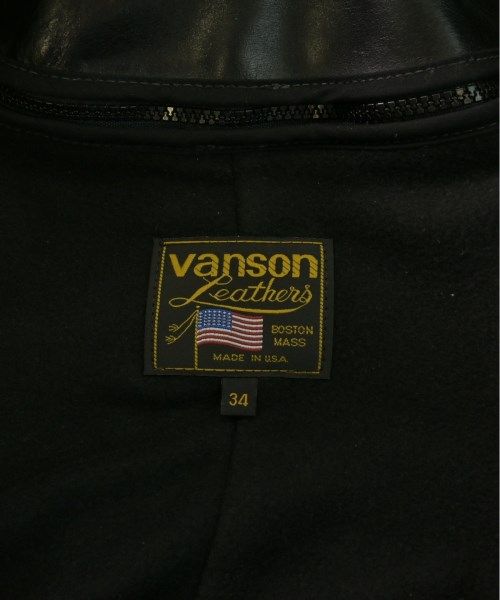 vanson
Leathers
BOSTON
MASS
MADE IN U.S.A.
34